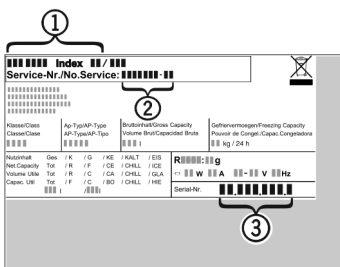 ①
Index /
Service-Nr./No.Service: -
②
Klasse/Class Ap-Typ/AP-Type Bruttoinhalt/Gross Capacity Gefriervermoegen/Freezing Capacity
Classe/Clase AP-Type/AP-Tipo Volume Brut/Capacidad Bruta Pouvoir de Congel./Capac.Congeladora
l kg / 24 h
Nutzinhalt Ges / K / G / KE / KALT / EIS
Net.Capacity Tot / R / F / CE / CHILL / ICE
Volume Utile Tot / R / C / CA / CHILL / GLA
Capac. Util Tot / F / C / BO / CHILL / HIE
l / l
R : g
W A - V Hz
Serial-Nr. . . .
③